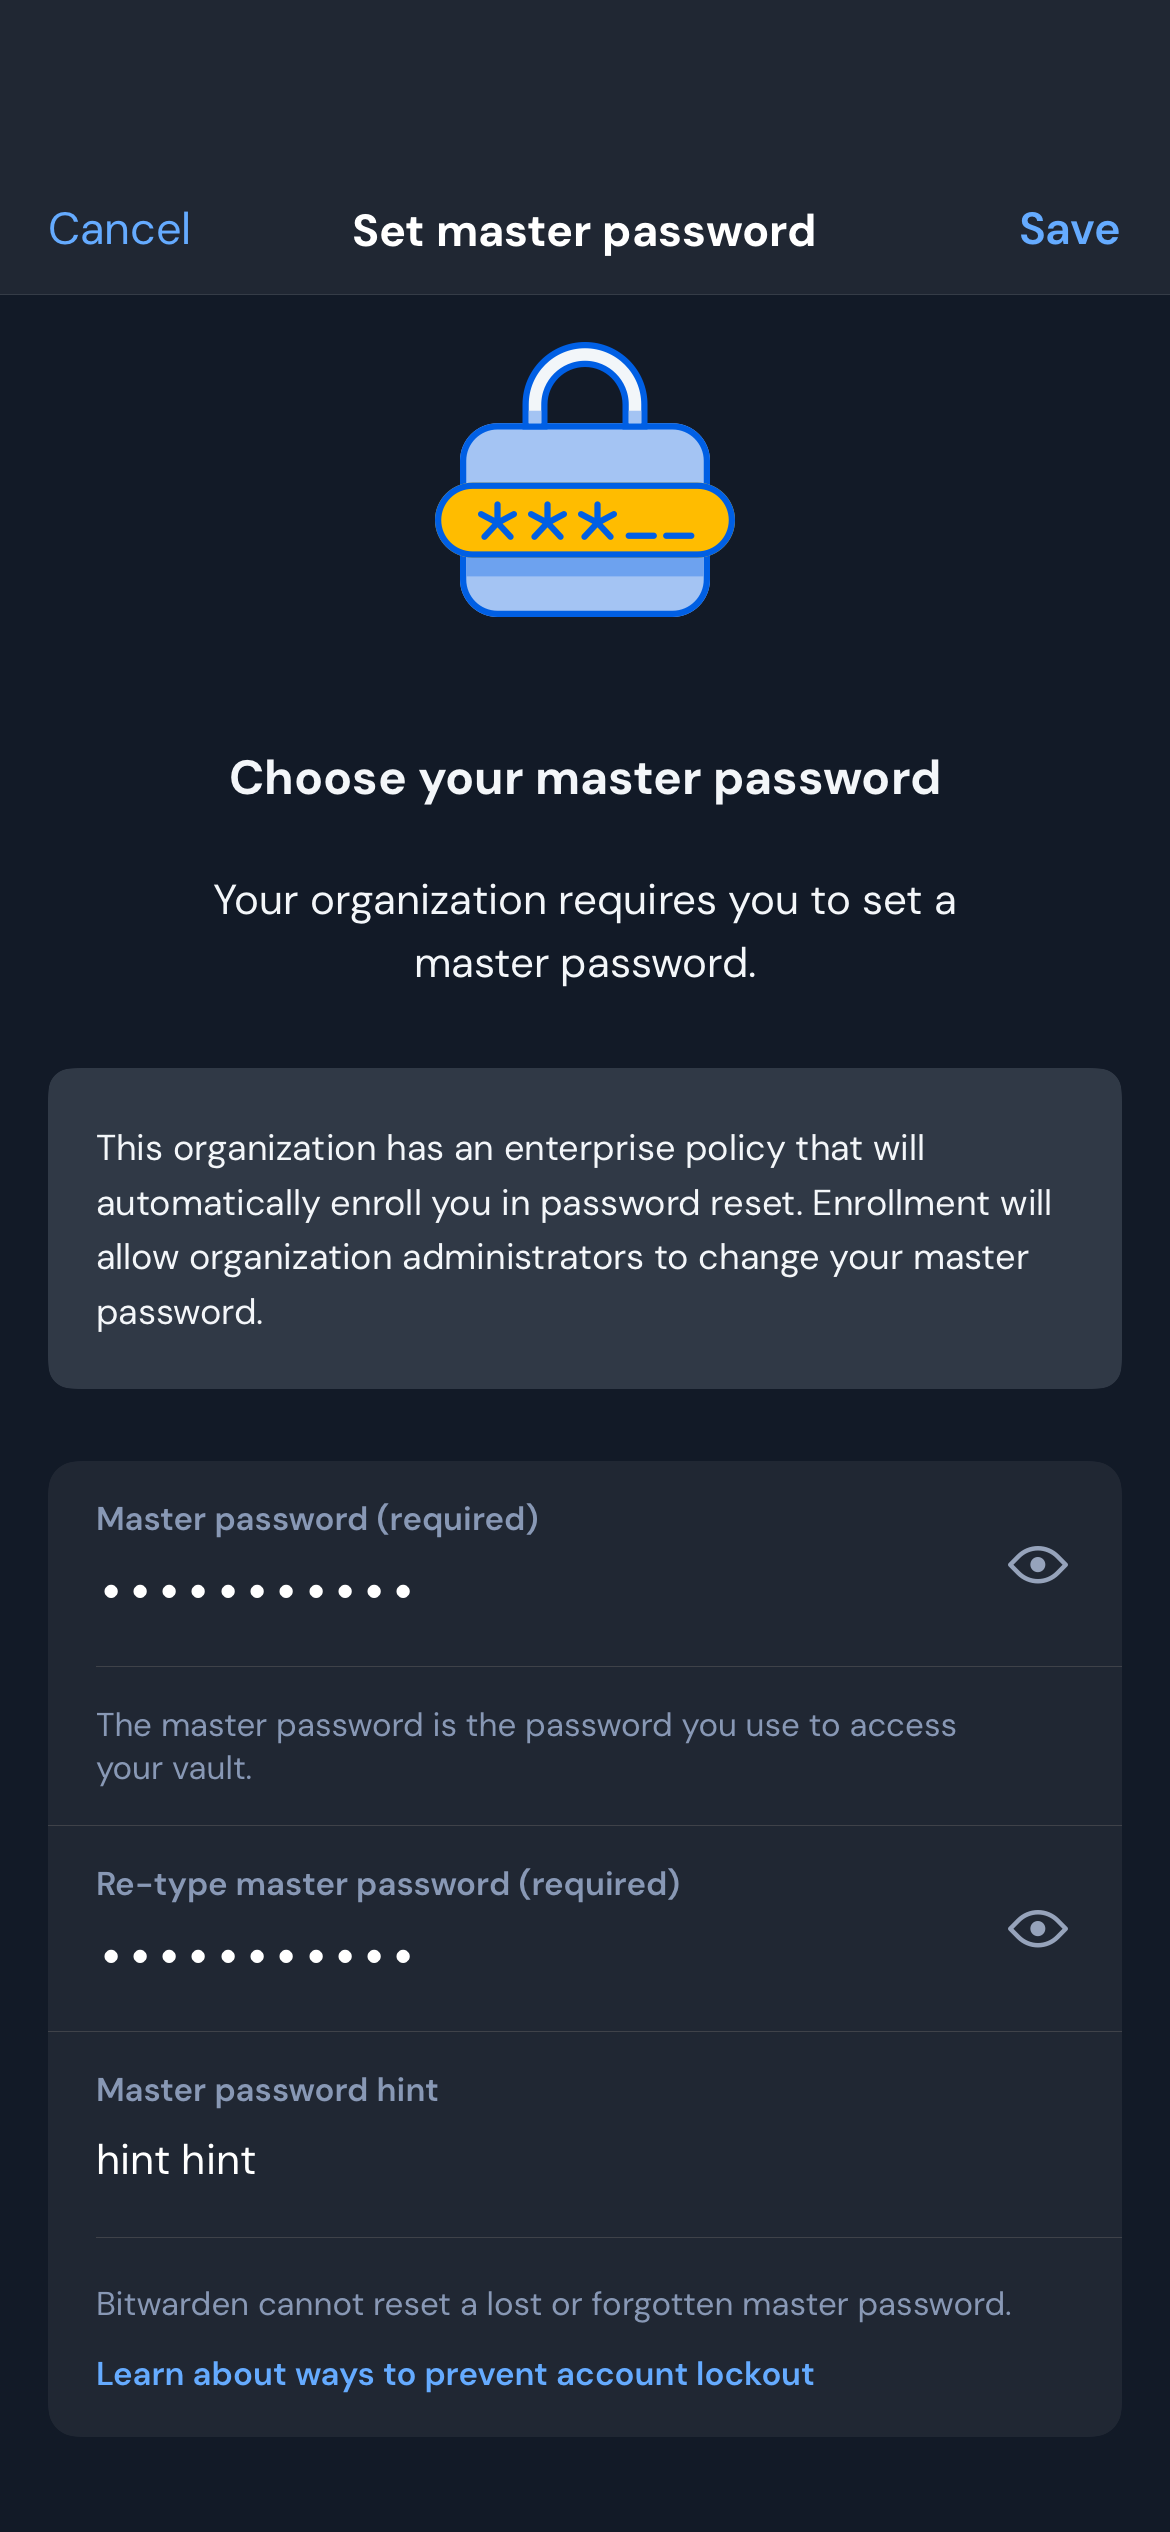 Cancel
Set master password
Save
***__
Choose your master password
Your organization requires you to set a
master password.
This organization has an enterprise policy that will
automatically enroll you in password reset. Enrollment will
allow organization administrators to change your master
password.
Master password (required)
•••••••••••
The master password is the password you use to access
your vault.
Re-type master password (required)
•••••••••••
Master password hint
hint hint
Bitwarden cannot reset a lost or forgotten master password.
Learn about ways to prevent account lockout